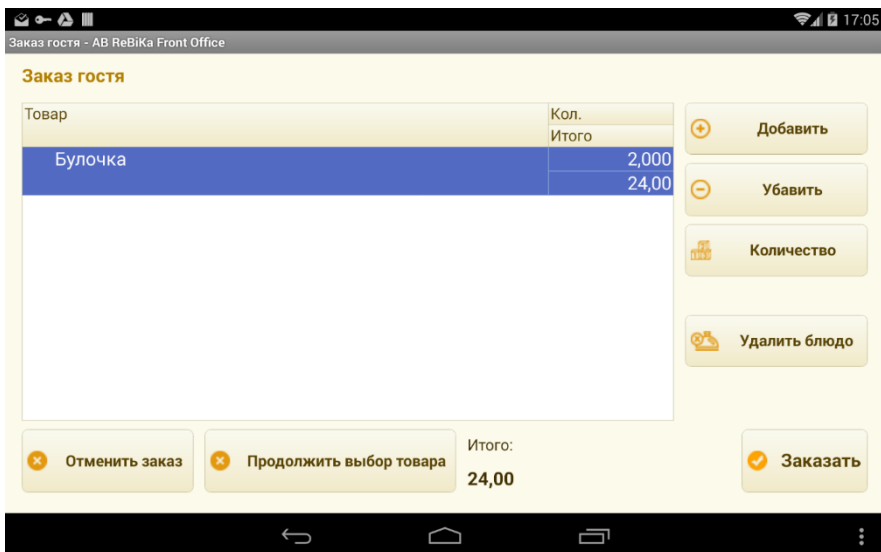 17:05
Заказ гостя - AB ReBiKa Front Office
Заказ гостя
Товар
Кол.
Итого
Булочка
2,000
24,00
Добавить
Убавить
Количество
Удалить блюдо
Отменить заказ
Продолжить выбор товара
Итого:
24,00
Заказать